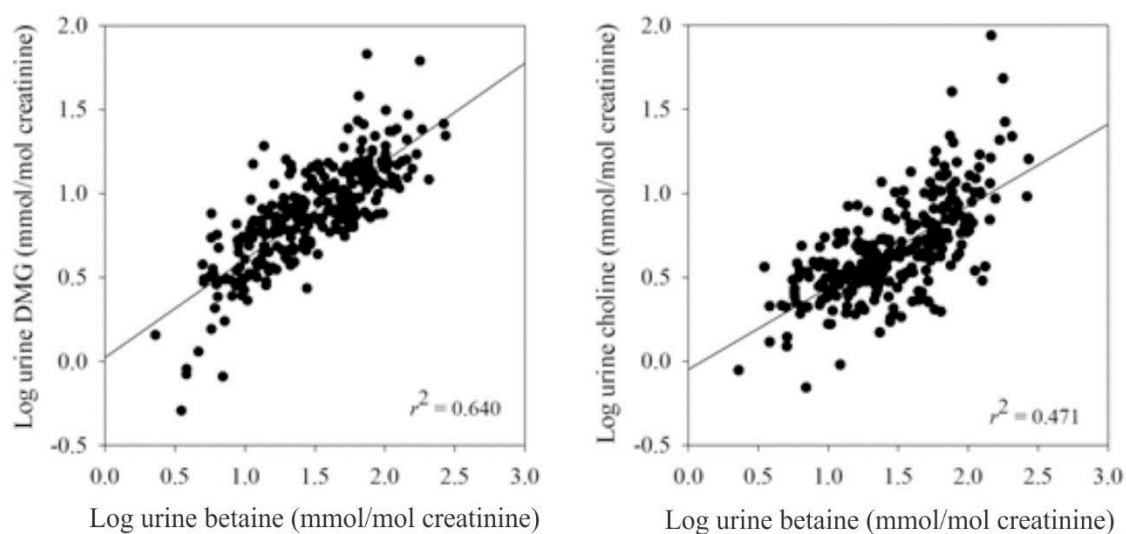 Log urine DMG (mmol/mol creatinine)
2.0
1.5
1.0
0.5
0.0
-0.5
r² = 0.640
0.0 0.5 1.0 1.5 2.0 2.5 3.0
Log urine betaine (mmol/mol creatinine)
Log urine choline (mmol/mol creatinine)
2.0
1.5
1.0
0.5
0.0
-0.5
r² = 0.471
0.0 0.5 1.0 1.5 2.0 2.5 3.0
Log urine betaine (mmol/mol creatinine)